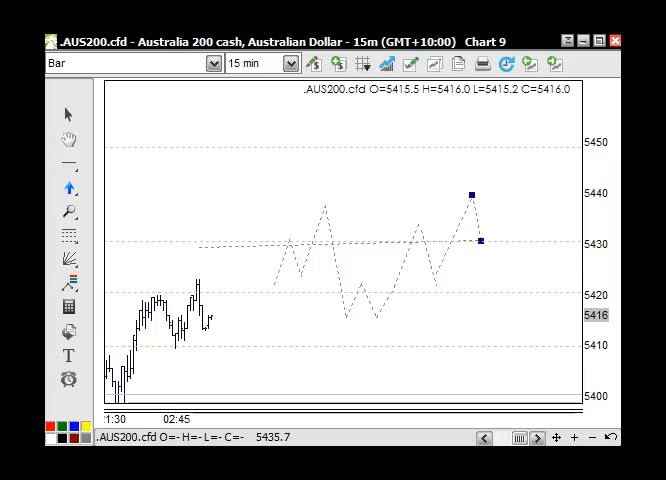 .AUS200.cfd - Australia 200 cash, Australian Dollar - 15m (GMT+10:00) Chart 9
Bar 15 min
.AUS200.cfd O=5415.5 H=5416.0 L=5415.2 C=5416.0
5450
5440
5430
5420
5416
5410
5400
T
1:30 02:45
.AUS200.cfd O=- H=- L=- C=- 5435.7